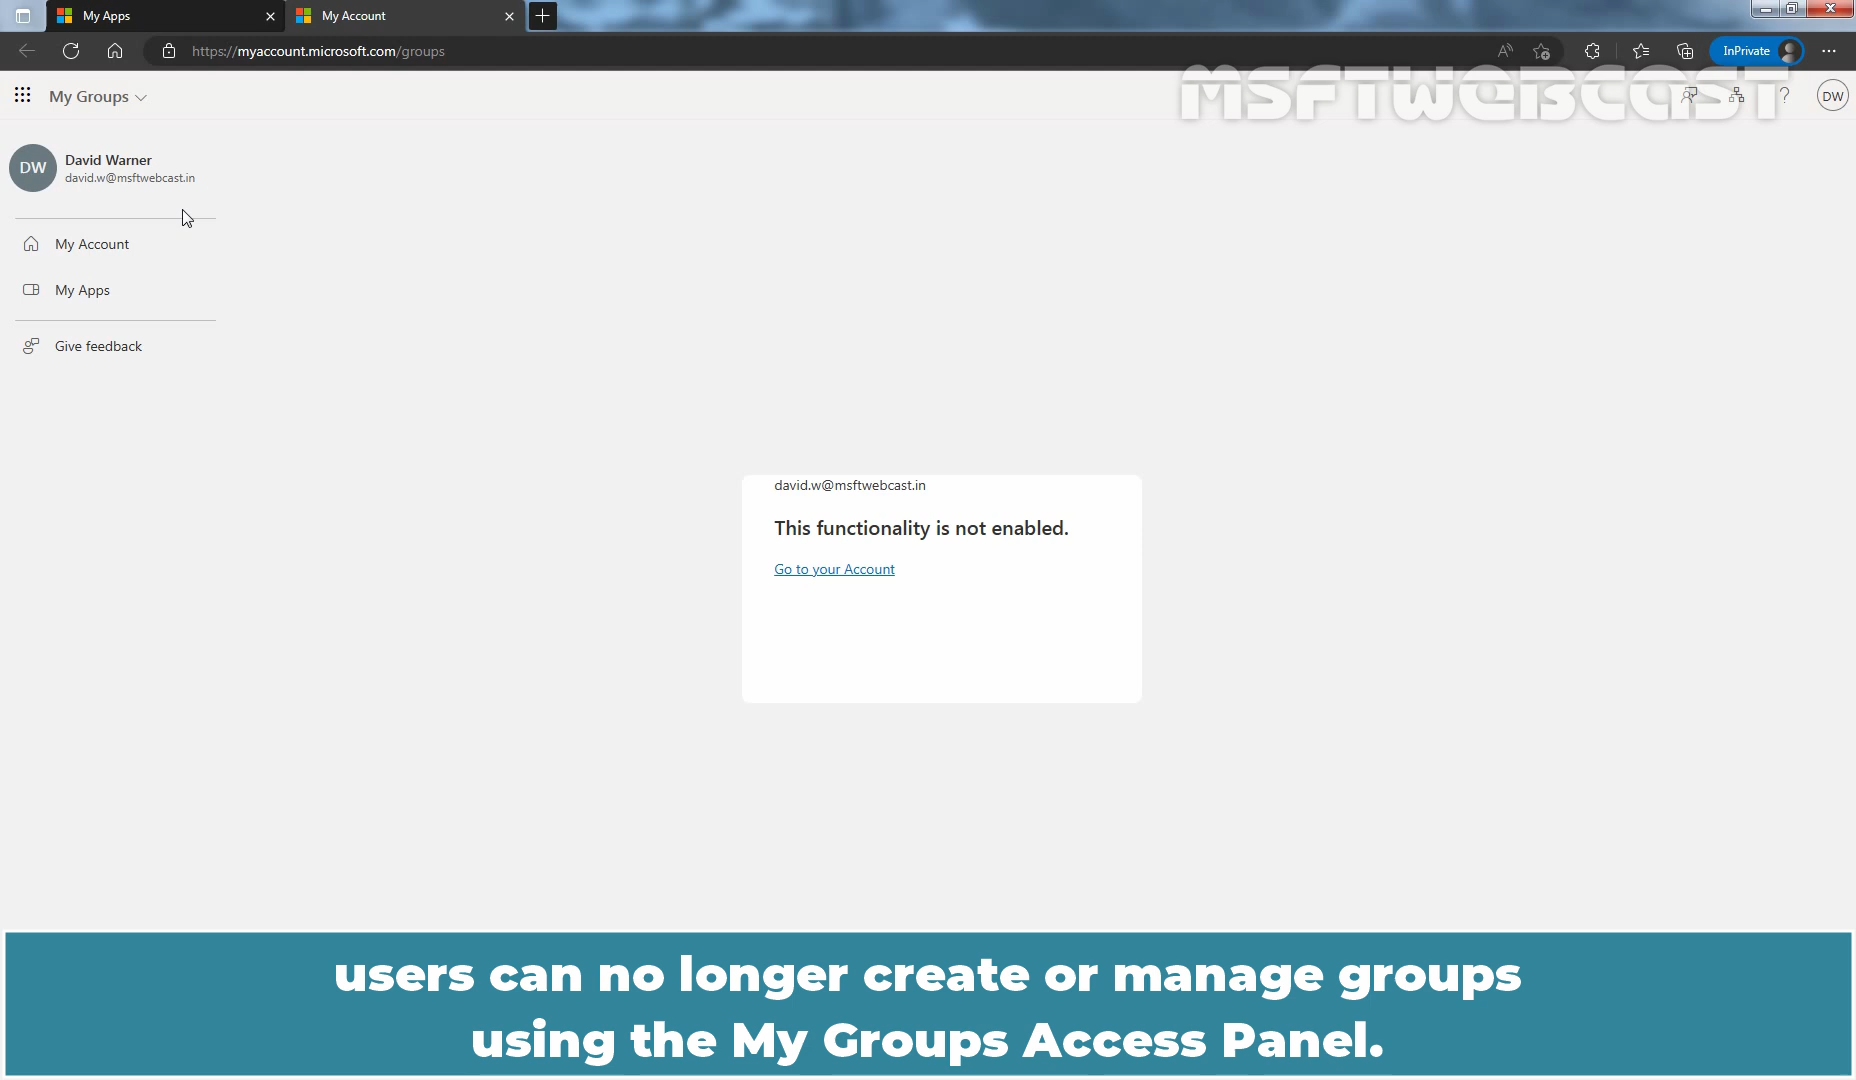 My Apps
My Account
https://myaccount.microsoft.com/groups
InPrivate
My Groups
MSFTWEBCAST
DW
DW
David Warner
david.w@msftwebcast.in
My Account
My Apps
Give feedback
david.w@msftwebcast.in
This functionality is not enabled.
Go to your Account
users can no longer create or manage groups
using the My Groups Access Panel.